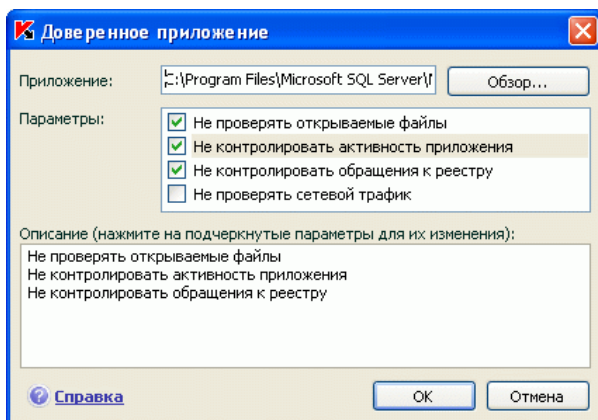 Доверенное приложение
Приложение:
C:\Program Files\Microsoft SQL Server\
Обзор...
Параметры:
Не проверять открываемые файлы
Не контролировать активность приложения
Не контролировать обращения к реестру
Не проверять сетевой трафик
Описание (нажмите на подчеркнутые параметры для их изменения):
Не проверять открываемые файлы
Не контролировать активность приложения
Не контролировать обращения к реестру
Справка
ОК
Отмена